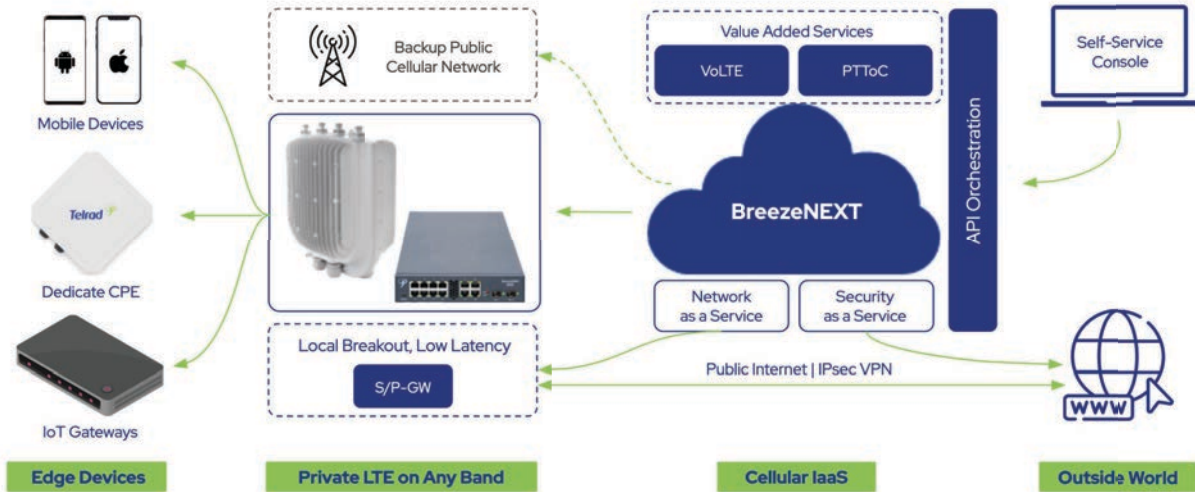 Mobile Devices
Telrad
Dedicate CPE
IoT Gateways
Edge Devices
Backup Public
Cellular Network
Local Breakout, Low Latency
S/P-GW
Private LTE on Any Band
Value Added Services
VoLTE
PTToC
BreezeNEXT
Network
as a Service
Security
as a Service
API Orchestration
Public Internet | IPsec VPN
Cellular IaaS
Self-Service
Console
WWW
Outside World